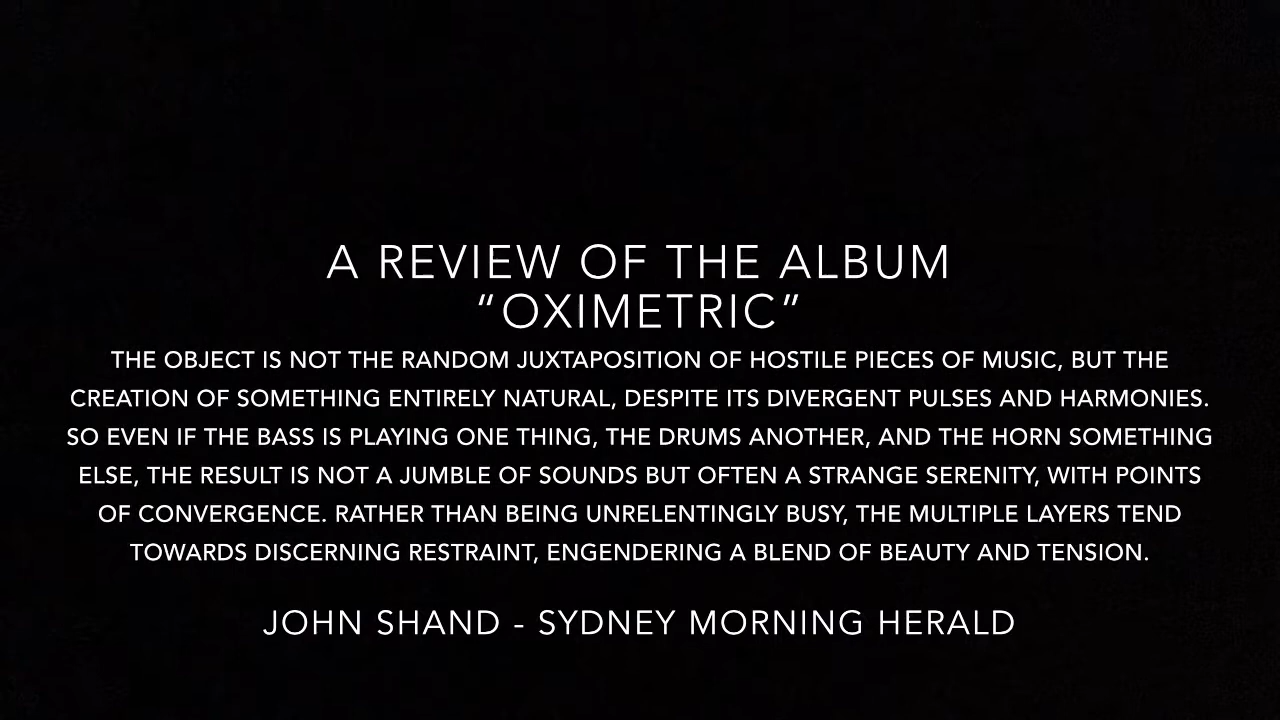 A REVIEW OF THE ALBUM
“OXIMETRIC”
THE OBJECT IS NOT THE RANDOM JUXTAPOSITION OF HOSTILE PIECES OF MUSIC, BUT THE
CREATION OF SOMETHING ENTIRELY NATURAL, DESPITE ITS DIVERGENT PULSES AND HARMONIES.
SO EVEN IF THE BASS IS PLAYING ONE THING, THE DRUMS ANOTHER, AND THE HORN SOMETHING
ELSE, THE RESULT IS NOT A JUMBLE OF SOUNDS BUT OFTEN A STRANGE SERENITY, WITH POINTS
OF CONVERGENCE. RATHER THAN BEING UNRELENTINGLY BUSY, THE MULTIPLE LAYERS TEND
TOWARDS DISCERNING RESTRAINT, ENGENDERING A BLEND OF BEAUTY AND TENSION.
JOHN SHAND - SYDNEY MORNING HERALD